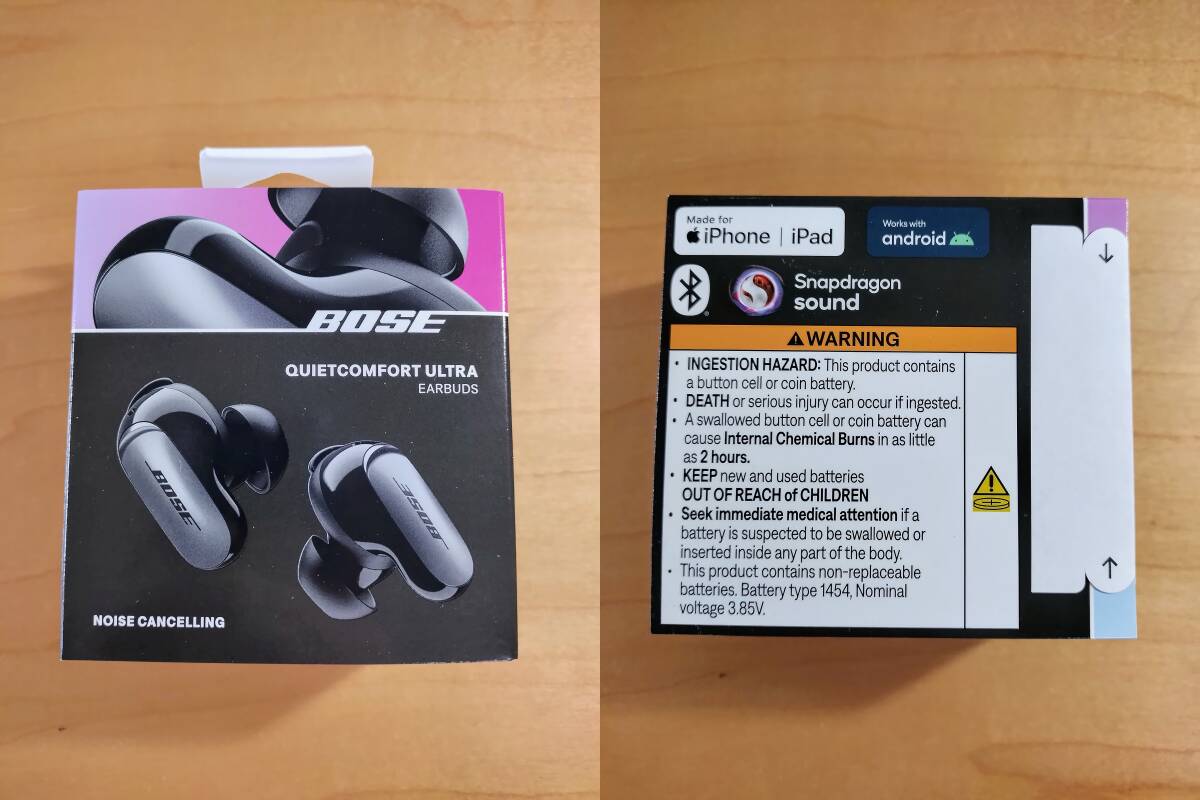 BOSE
QUIETCOMFORT ULTRA
EARBUDS
BOSE
BOSE
NOISE CANCELLING
Made for
iPhone | iPad
Works with
android
Snapdragon
sound
WARNING
• INGESTION HAZARD: This product contains
a button cell or coin battery.
• DEATH or serious injury can occur if ingested.
• A swallowed button cell or coin battery can
cause Internal Chemical Burns in as little
as 2 hours.
• KEEP new and used batteries
OUT OF REACH of CHILDREN
• Seek immediate medical attention if a
battery is suspected to be swallowed or
inserted inside any part of the body.
• This product contains non-replaceable
batteries. Battery type 1454, Nominal
voltage 3.85V.